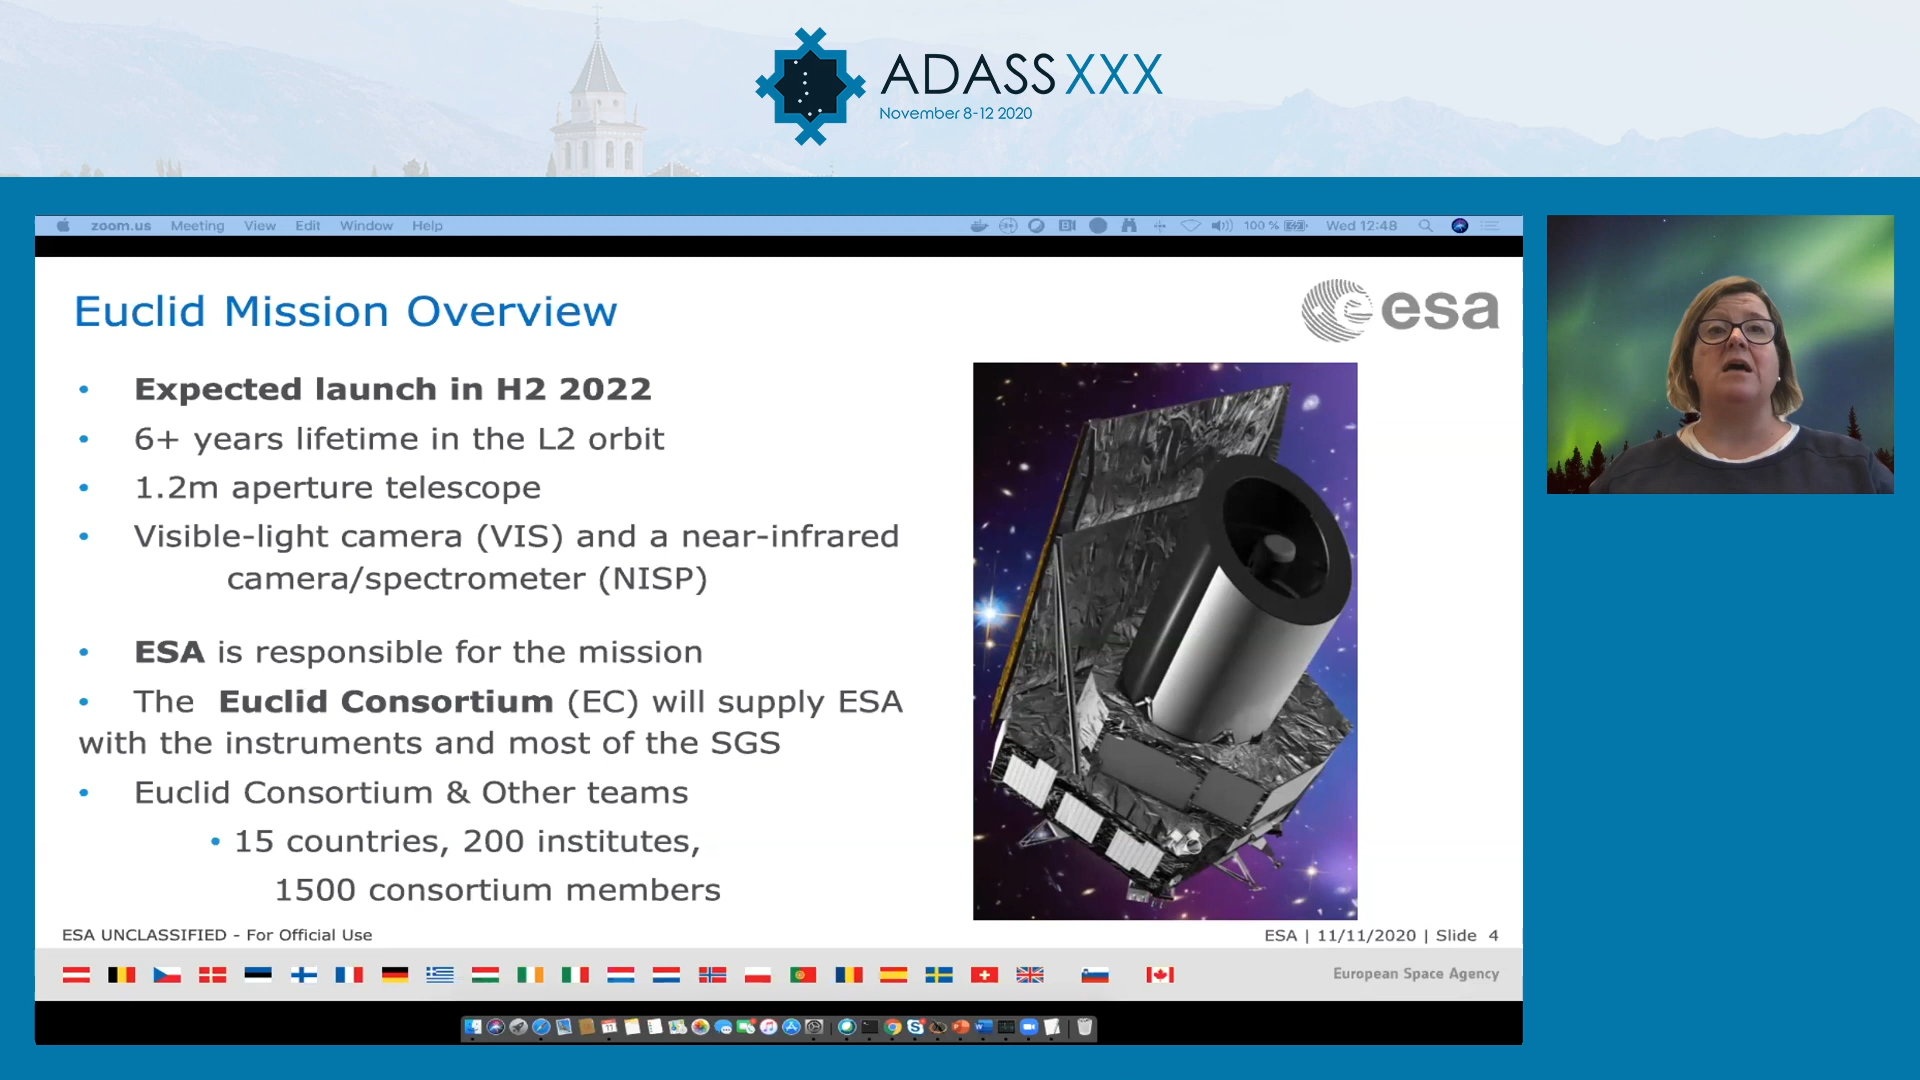 ADASS XXX
November 8-12 2020
zoom.us Meeting View Edit Window Help
100 % Wed 12:48
Euclid Mission Overview
esa
• Expected launch in H2 2022
• 6+ years lifetime in the L2 orbit
• 1.2m aperture telescope
• Visible-light camera (VIS) and a near-infrared
camera/spectrometer (NISP)
• ESA is responsible for the mission
• The Euclid Consortium (EC) will supply ESA
with the instruments and most of the SGS
• Euclid Consortium & Other teams
• 15 countries, 200 institutes,
1500 consortium members
ESA UNCLASSIFIED - For Official Use
ESA | 11/11/2020 | Slide 4
European Space Agency